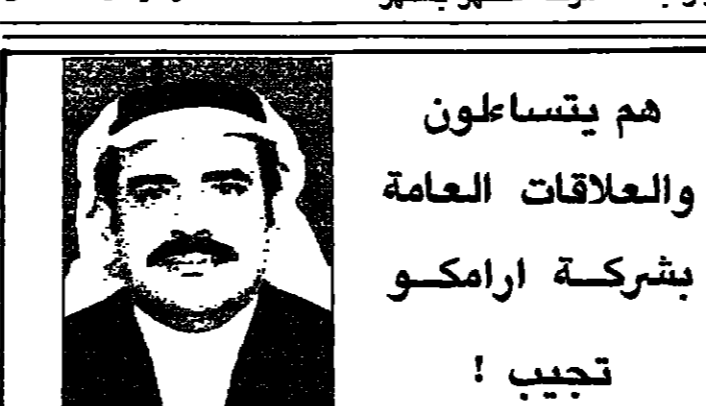 هم يتساءلون
والعلاقات العامة
بشركة ارامكو
تجيب !